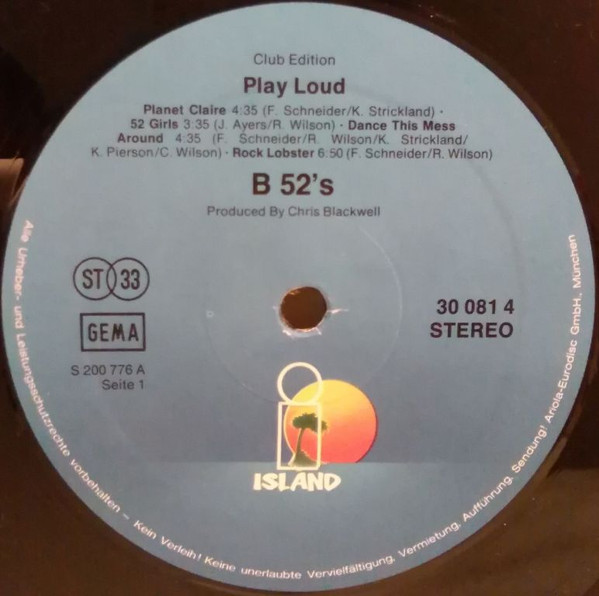 Club Edition
Play Loud
Planet Claire 4:35 (F. Schneider/K. Strickland) ·
52 Girls 3:35 (J. Ayers/R. Wilson) · Dance This Mess
Around 4:35 (F. Schneider/R. Wilson/K. Strickland/
K. Pierson/C. Wilson) · Rock Lobster 6:50 (F. Schneider/R. Wilson)
B 52's
Produced By Chris Blackwell
ST 33
GEMA
S 200 776 A
Seite 1
30 081 4
STEREO
ISLAND
Alle Urheber- und Leistungsschutzrechte vorbehalten – Kein Verleih! Keine unerlaubte Vervielfältigung, Vermietung, Aufführung, Sendung! Ariola-Eurodisc GmbH., München